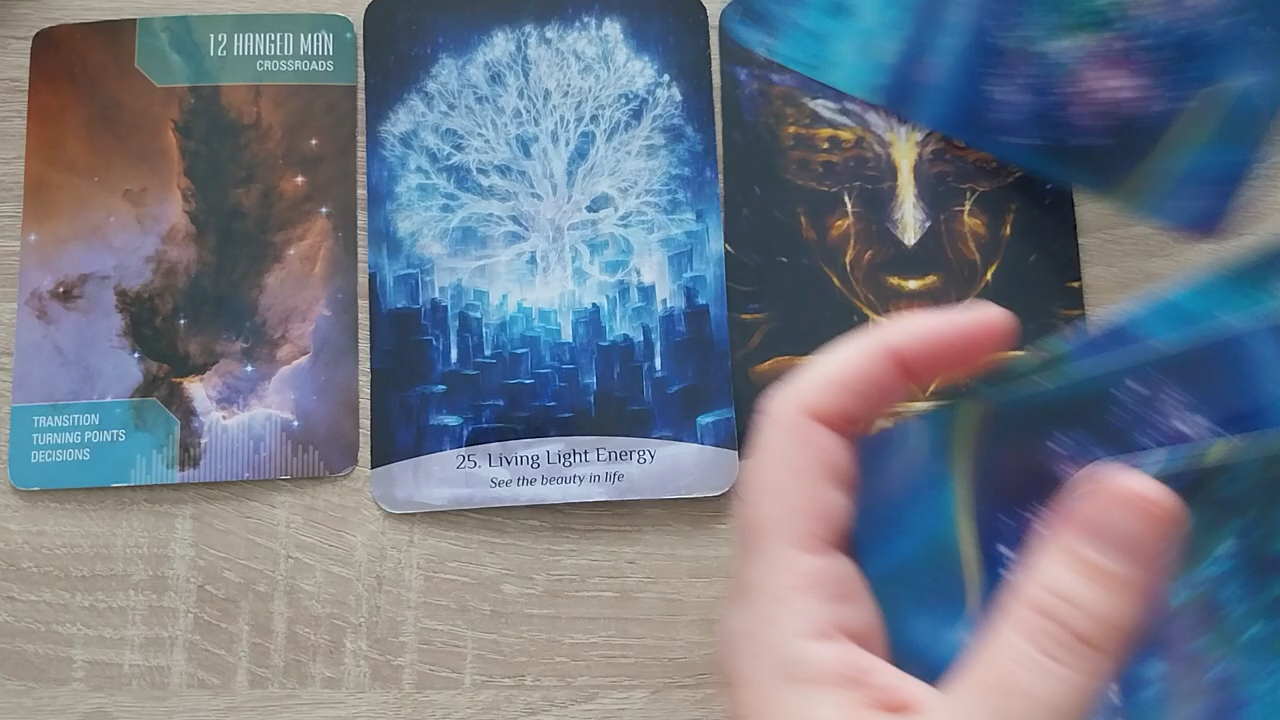 12 HANGED MAN
CROSSROADS
TRANSITION
TURNING POINTS
DECISIONS
25. Living Light Energy
See the beauty in life